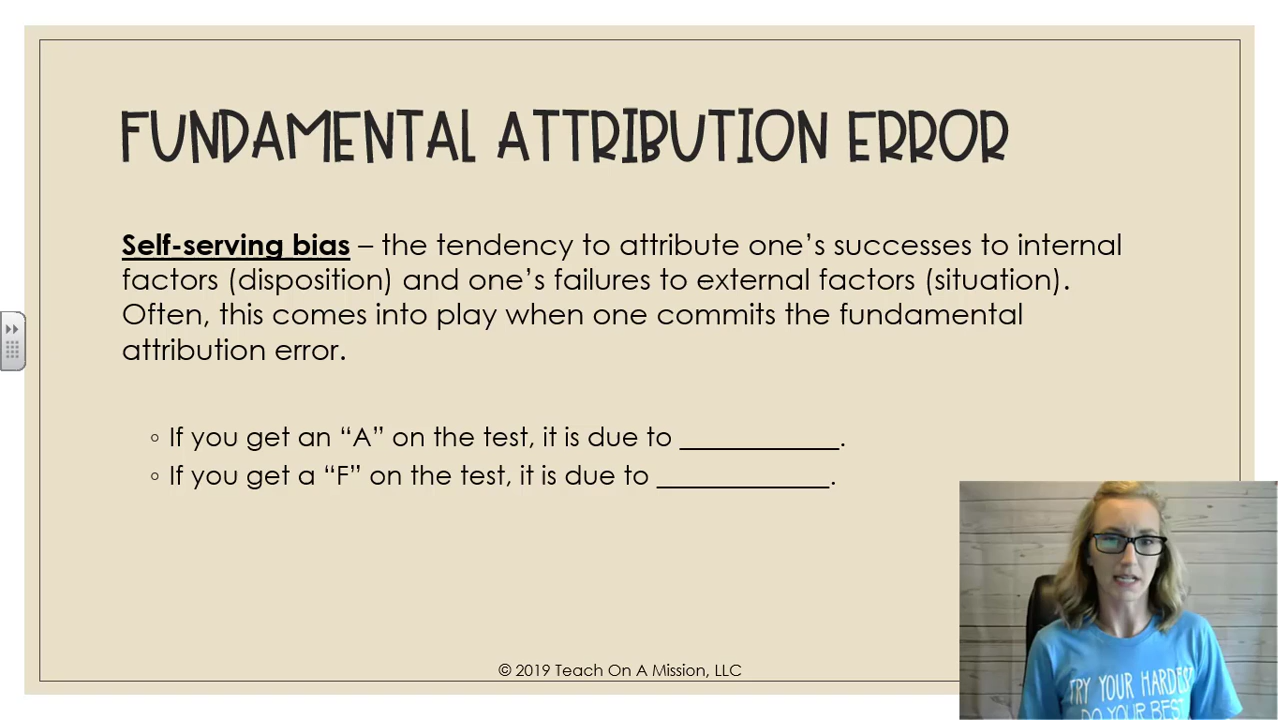 FUNDAMENTAL ATTRIBUTION ERROR
Self-serving bias – the tendency to attribute one’s successes to internal
factors (disposition) and one’s failures to external factors (situation).
Often, this comes into play when one commits the fundamental
attribution error.
◦ If you get an “A” on the test, it is due to ____________.
◦ If you get a “F” on the test, it is due to _____________.
© 2019 Teach On A Mission, LLC
TRY YOUR HARDEST
DO YOUR BEST